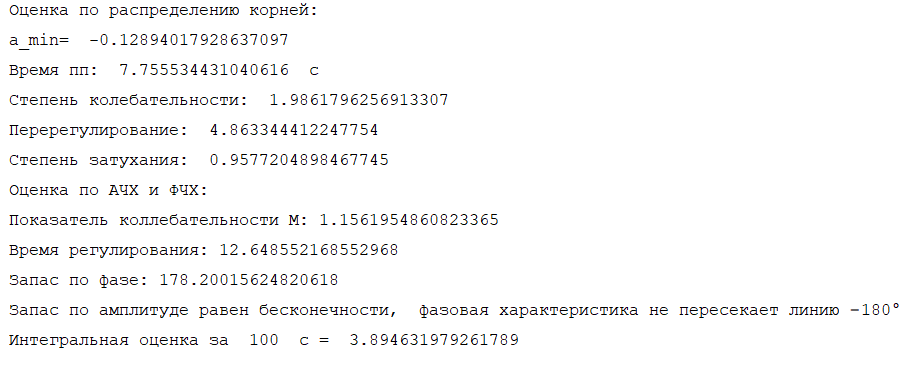 Оценка по распределению корней:
a_min=  -0.12894017928637097
Время пп:  7.755534431040616  с
Степень колебательности:  1.9861796256913307
Перерегулирование:  4.863344412247754
Степень затухания:  0.9577204898467745
Оценка по АЧХ и ФЧХ:
Показатель коллебательности М: 1.1561954860823365
Время регулирования: 12.648552168552968
Запас по фазе: 178.20015624820618
Запас по амплитуде равен бесконечности,  фазовая характеристика не пересекает линию -180°
Интегральная оценка за  100  с =  3.894631979261789